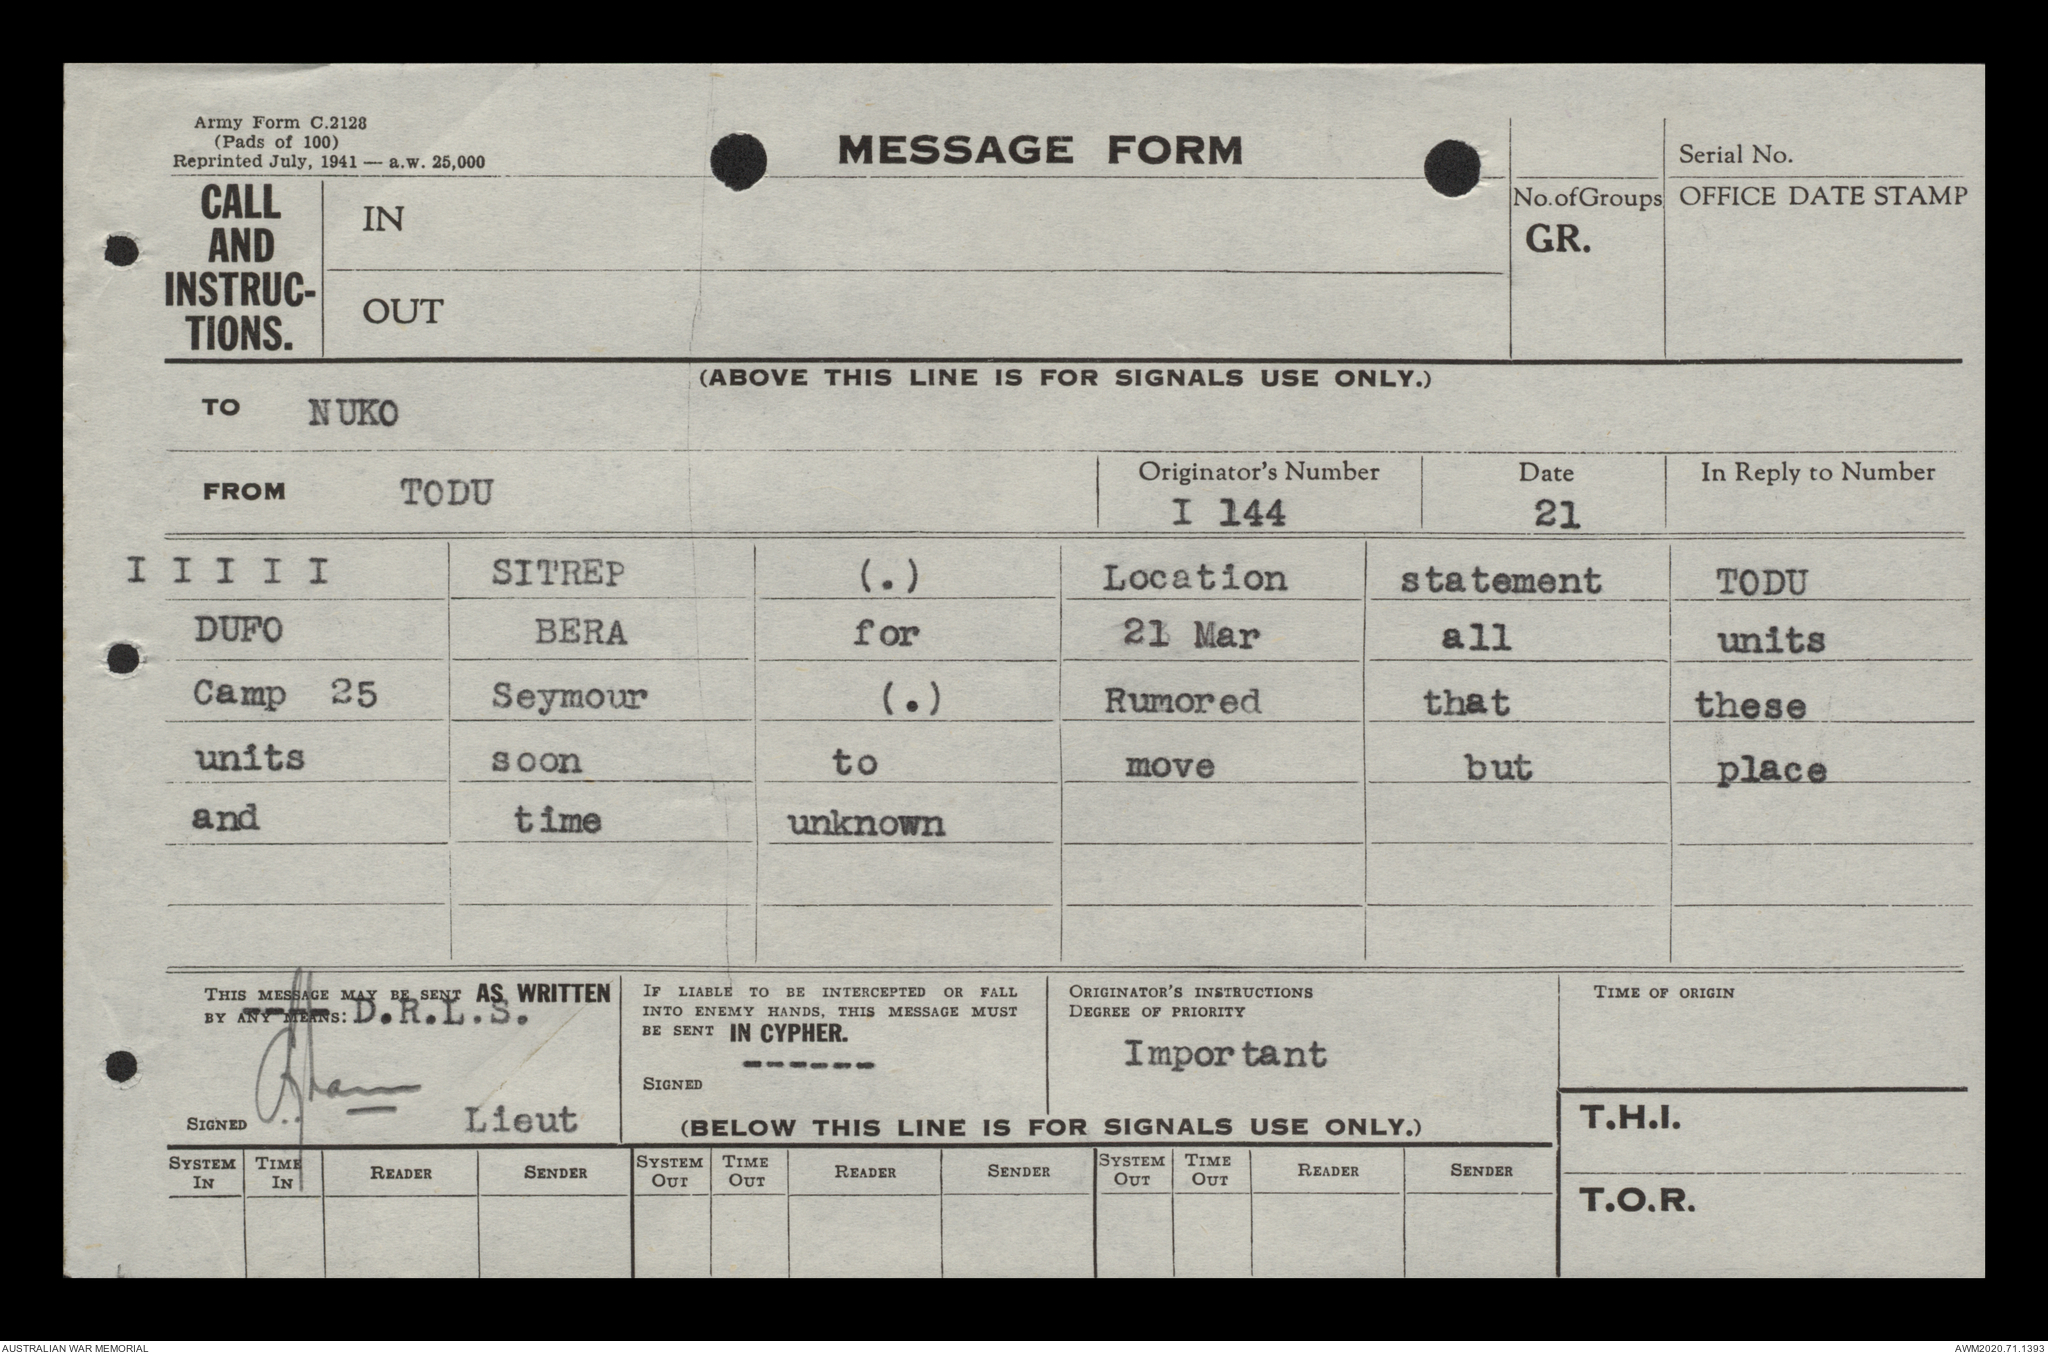 Army Form C.2128
(Pads of 100)
Reprinted July, 1941 — a.w. 25,000
MESSAGE FORM
Serial No.
CALL
AND
INSTRUC-
TIONS.
IN
OUT
No. of Groups
GR.
OFFICE DATE STAMP
(ABOVE THIS LINE IS FOR SIGNALS USE ONLY.)
TO NUKO
FROM TODU
Originator's Number
I 144
Date
21
In Reply to Number
I I I I I SITREP (.) Location statement TODU
DUFO BERA for 21 Mar all units
Camp 25 Seymour (.) Rumored that these
units soon to move but place
and time unknown
THIS MESSAGE MAY BE SENT AS WRITTEN
BY ANY MEANS: D.R.L.S.
SIGNED Lieut
IF LIABLE TO BE INTERCEPTED OR FALL
INTO ENEMY HANDS, THIS MESSAGE MUST
BE SENT IN CYPHER.
------
SIGNED
ORIGINATOR'S INSTRUCTIONS
DEGREE OF PRIORITY
Important
TIME OF ORIGIN
(BELOW THIS LINE IS FOR SIGNALS USE ONLY.)
T.H.I.
T.O.R.
SYSTEM IN TIME IN READER SENDER SYSTEM OUT TIME OUT READER SENDER SYSTEM OUT TIME OUT READER SENDER
AUSTRALIAN WAR MEMORIAL
AWM2020.71.1393